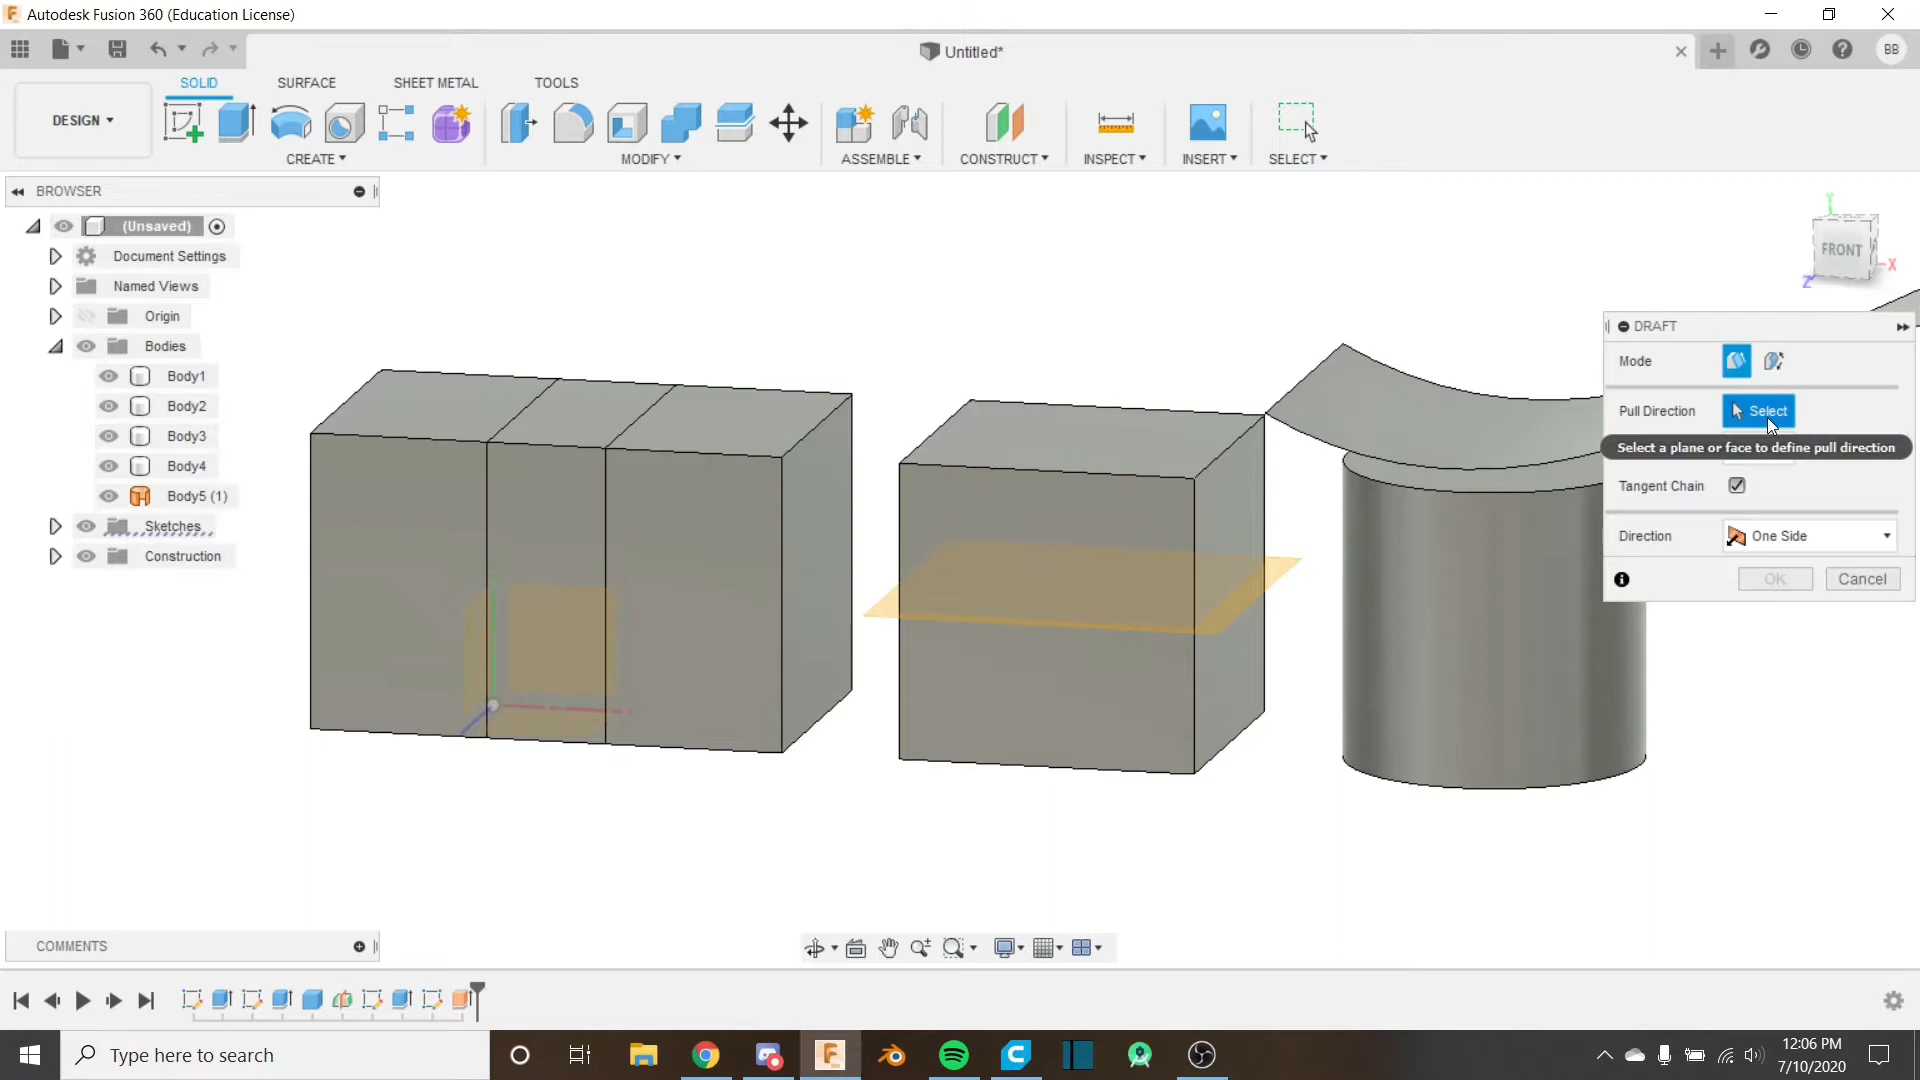 Autodesk Fusion 360 (Education License)
Untitled*
BB
DESIGN
SOLID
SURFACE
SHEET METAL
TOOLS
CREATE
MODIFY
ASSEMBLE
CONSTRUCT
INSPECT
INSERT
SELECT
BROWSER
(Unsaved)
Document Settings
Named Views
Origin
Bodies
Body1
Body2
Body3
Body4
Body5 (1)
Sketches
Construction
Y
FRONT
X
Z
DRAFT
Mode
Pull Direction
Select
Select a plane or face to define pull direction
Tangent Chain
Direction
One Side
OK
Cancel
COMMENTS
Type here to search
12:06 PM
7/10/2020